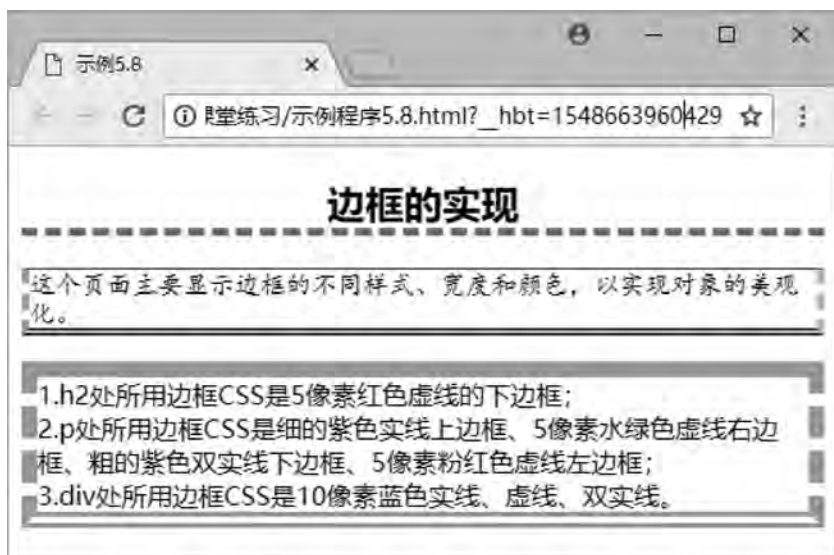 示例5.8
堂练习/示例程序5.8.html?__hbt=1548663960429
边框的实现
这个页面主要显示边框的不同样式、宽度和颜色，以实现对象的美观
化。
1.h2处所用边框CSS是5像素红色虚线的下边框；
2.p处所用边框CSS是细的紫色实线上边框、5像素水绿色虚线右边
框、粗的紫色双实线下边框、5像素粉红色虚线左边框；
3.div处所用边框CSS是10像素蓝色实线、虚线、双实线。